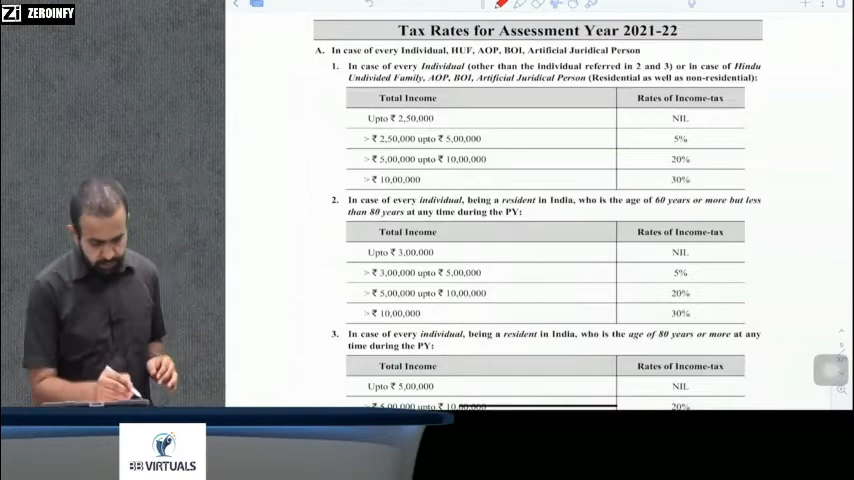 Zi ZEROINFY
Tax Rates for Assessment Year 2021-22
A. In case of every Individual, HUF, AOP, BOI, Artificial Juridical Person
1. In case of every Individual (other than the individual referred in 2 and 3) or in case of Hindu
Undivided Family, AOP, BOI, Artificial Juridical Person (Residential as well as non-residential):
Total Income Rates of Income-tax
Upto ₹ 2,50,000 NIL
> ₹ 2,50,000 upto ₹ 5,00,000 5%
> ₹ 5,00,000 upto ₹ 10,00,000 20%
> ₹ 10,00,000 30%
2. In case of every individual, being a resident in India, who is the age of 60 years or more but less
than 80 years at any time during the PY:
Total Income Rates of Income-tax
Upto ₹ 3,00,000 NIL
> ₹ 3,00,000 upto ₹ 5,00,000 5%
> ₹ 5,00,000 upto ₹ 10,00,000 20%
> ₹ 10,00,000 30%
3. In case of every individual, being a resident in India, who is the age of 80 years or more at any
time during the PY:
Total Income Rates of Income-tax
Upto ₹ 5,00,000 NIL
> ₹ 5,00,000 upto ₹ 10,00,000 20%
BB VIRTUALS